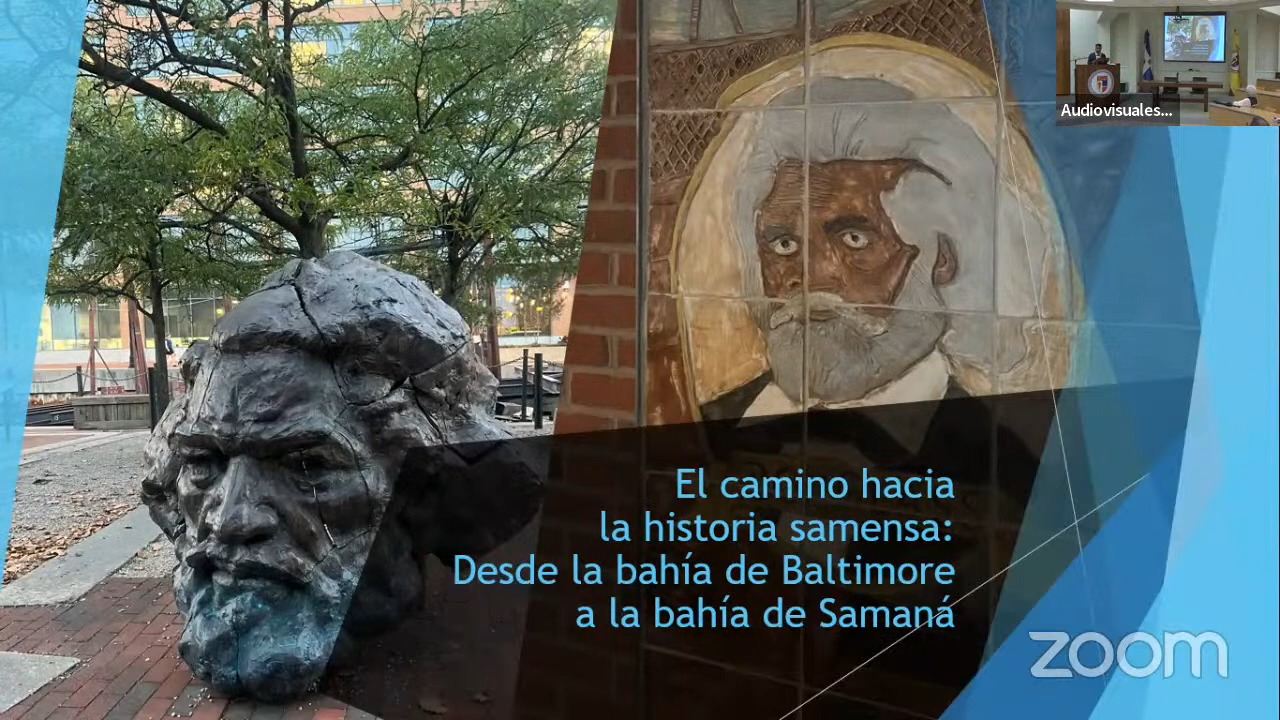 Audiovisuales...
El camino hacia
la historia samensa:
Desde la bahía de Baltimore
a la bahía de Samaná
zoom